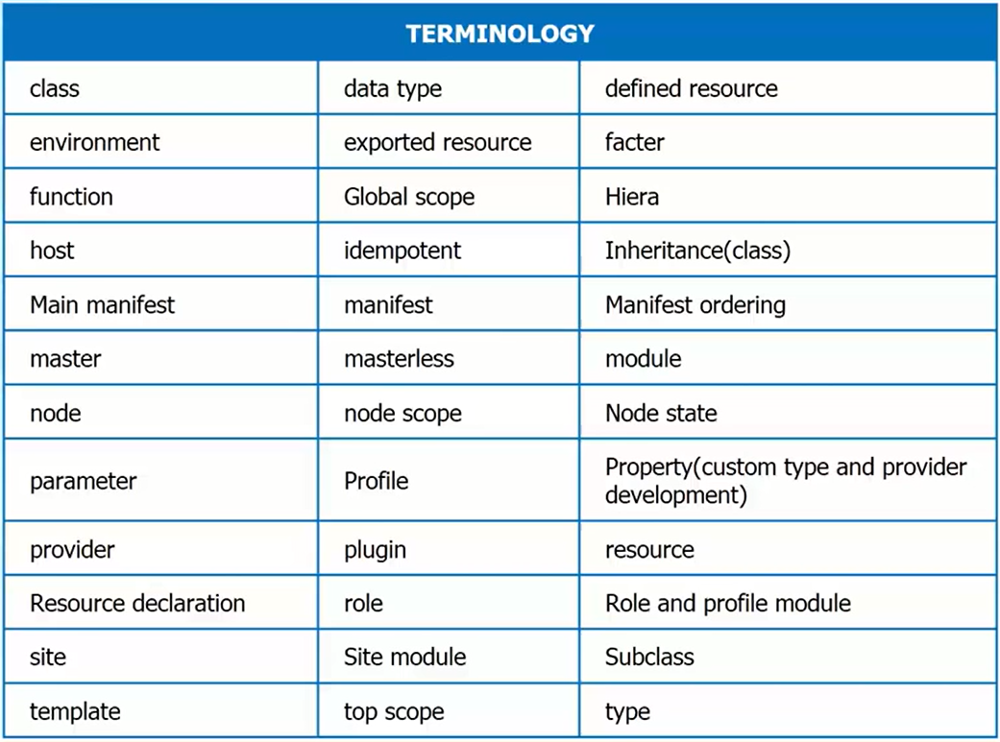 TERMINOLOGY
class
data type
defined resource
environment
exported resource
facter
function
Global scope
Hiera
host
idempotent
Inheritance(class)
Main manifest
manifest
Manifest ordering
master
masterless
module
node
node scope
Node state
parameter
Profile
Property(custom type and provider
development)
provider
plugin
resource
Resource declaration
role
Role and profile module
site
Site module
Subclass
template
top scope
type